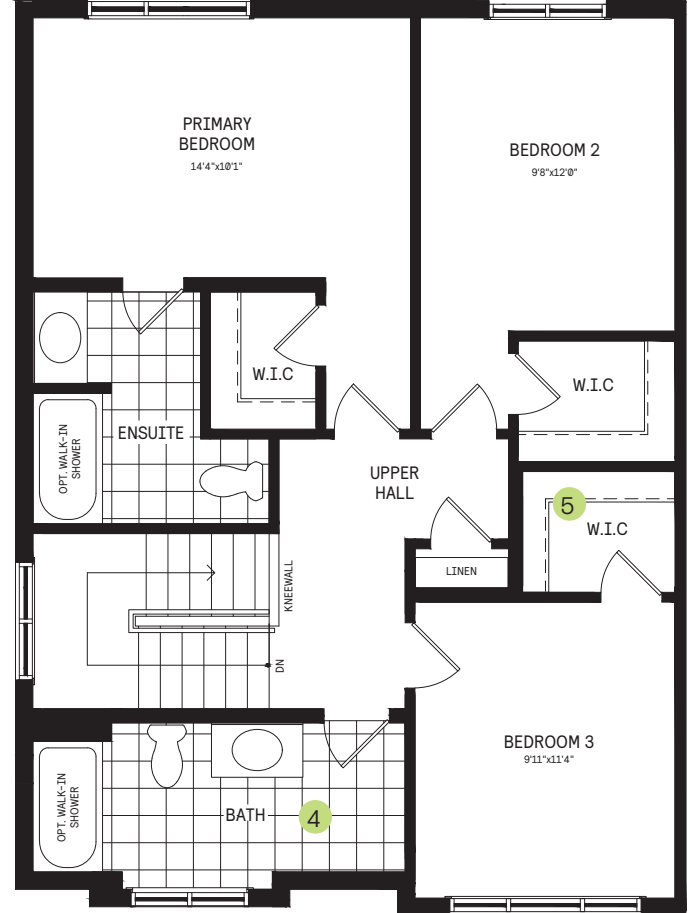 PRIMARY
BEDROOM
14'4"x10'1"
BEDROOM 2
9'8"x12'0"
W.I.C
W.I.C
OPT. WALK-IN
SHOWER
ENSUITE
UPPER
HALL
5
W.I.C
LINEN
KNEEWALL
DN
BEDROOM 3
9'11"x11'4"
OPT. WALK-IN
SHOWER
BATH
4